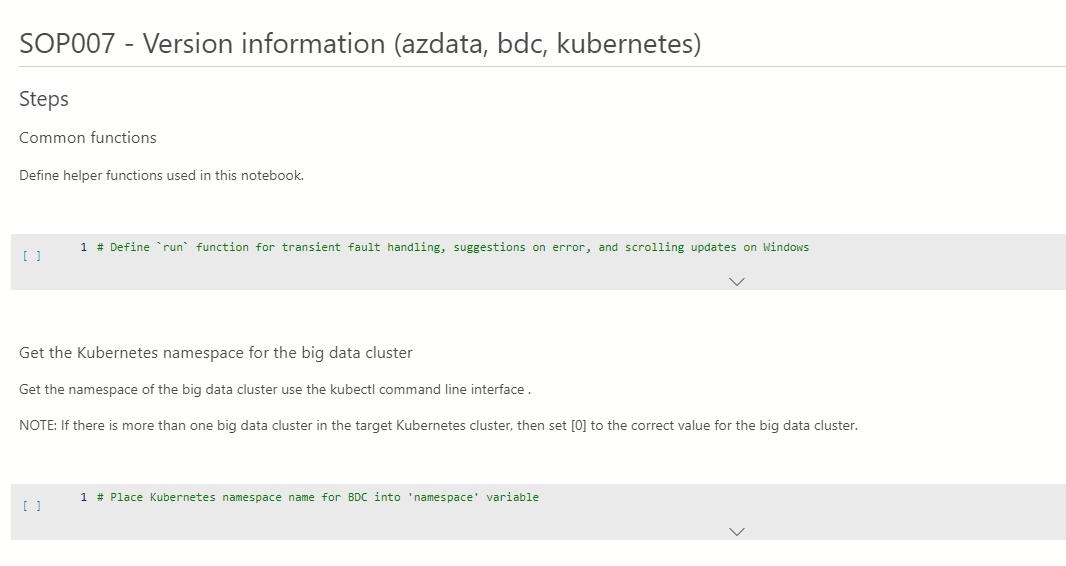 SOP007 - Version information (azdata, bdc, kubernetes)
Steps
Common functions
Define helper functions used in this notebook.
[ ] 1 # Define `run` function for transient fault handling, suggestions on error, and scrolling updates on Windows
Get the Kubernetes namespace for the big data cluster
Get the namespace of the big data cluster use the kubectl command line interface .
NOTE: If there is more than one big data cluster in the target Kubernetes cluster, then set [0] to the correct value for the big data cluster.
[ ] 1 # Place Kubernetes namespace name for BDC into 'namespace' variable